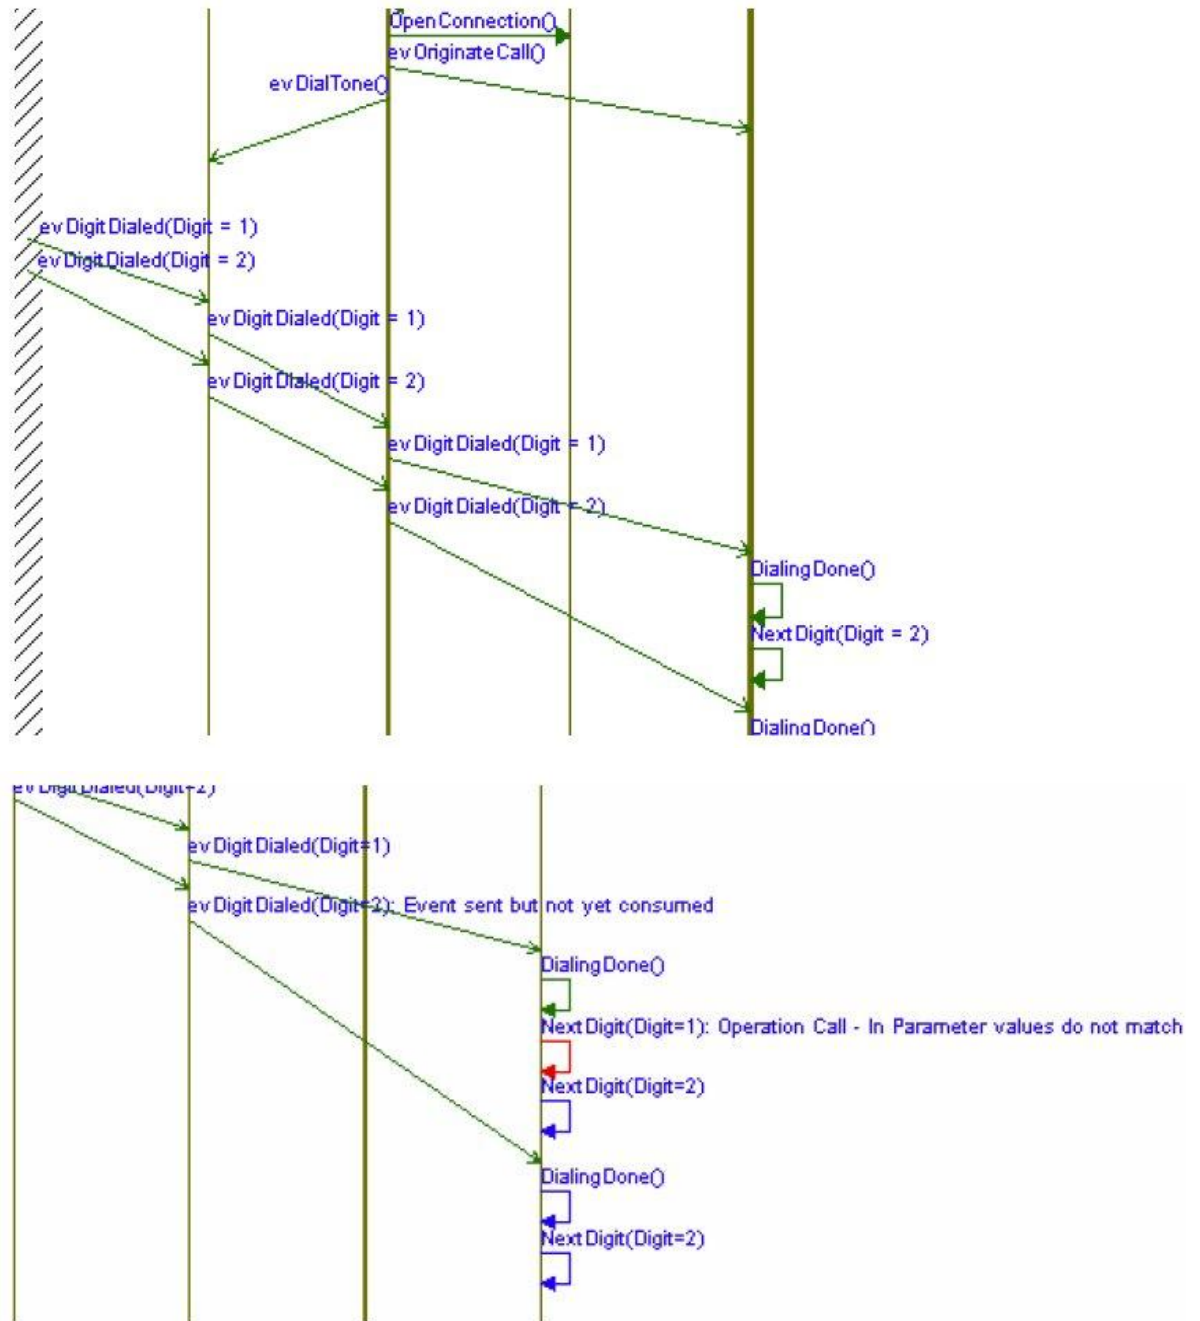 OpenConnection()
evOriginateCall()
evDialTone()
evDigitDialed(Digit = 1)
evDigitDialed(Digit = 2)
evDigitDialed(Digit = 1)
evDigitDialed(Digit = 2)
evDigitDialed(Digit = 1)
evDigitDialed(Digit = 2)
DialingDone()
NextDigit(Digit = 2)
DialingDone()
evDigitDialed(Digit=2)
evDigitDialed(Digit=1)
evDigitDialed(Digit=2): Event sent but not yet consumed
DialingDone()
NextDigit(Digit=1): Operation Call - In Parameter values do not match
NextDigit(Digit=2)
DialingDone()
NextDigit(Digit=2)